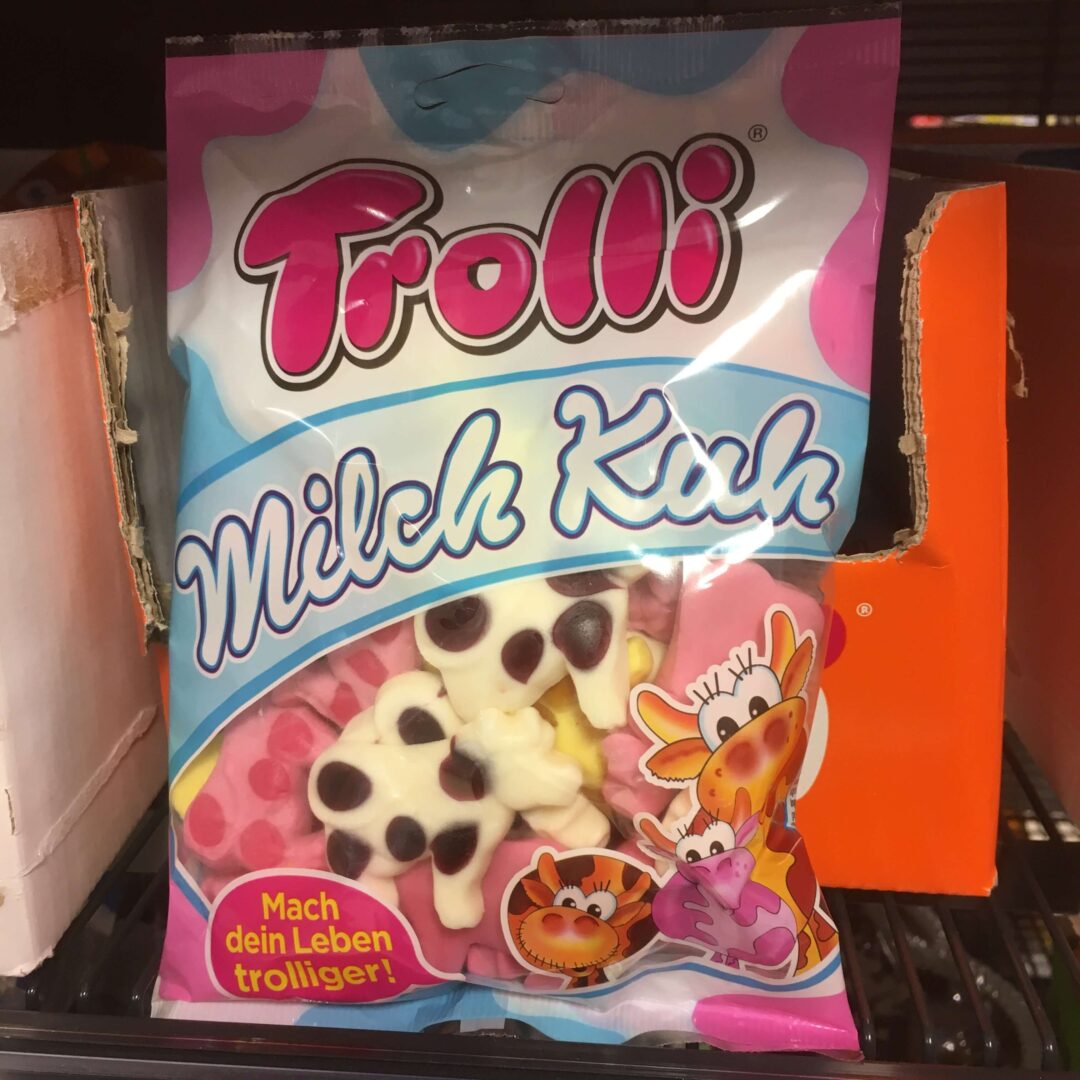 Trolli®
Milch Kuh
Mach
dein Leben
trolliger!
®